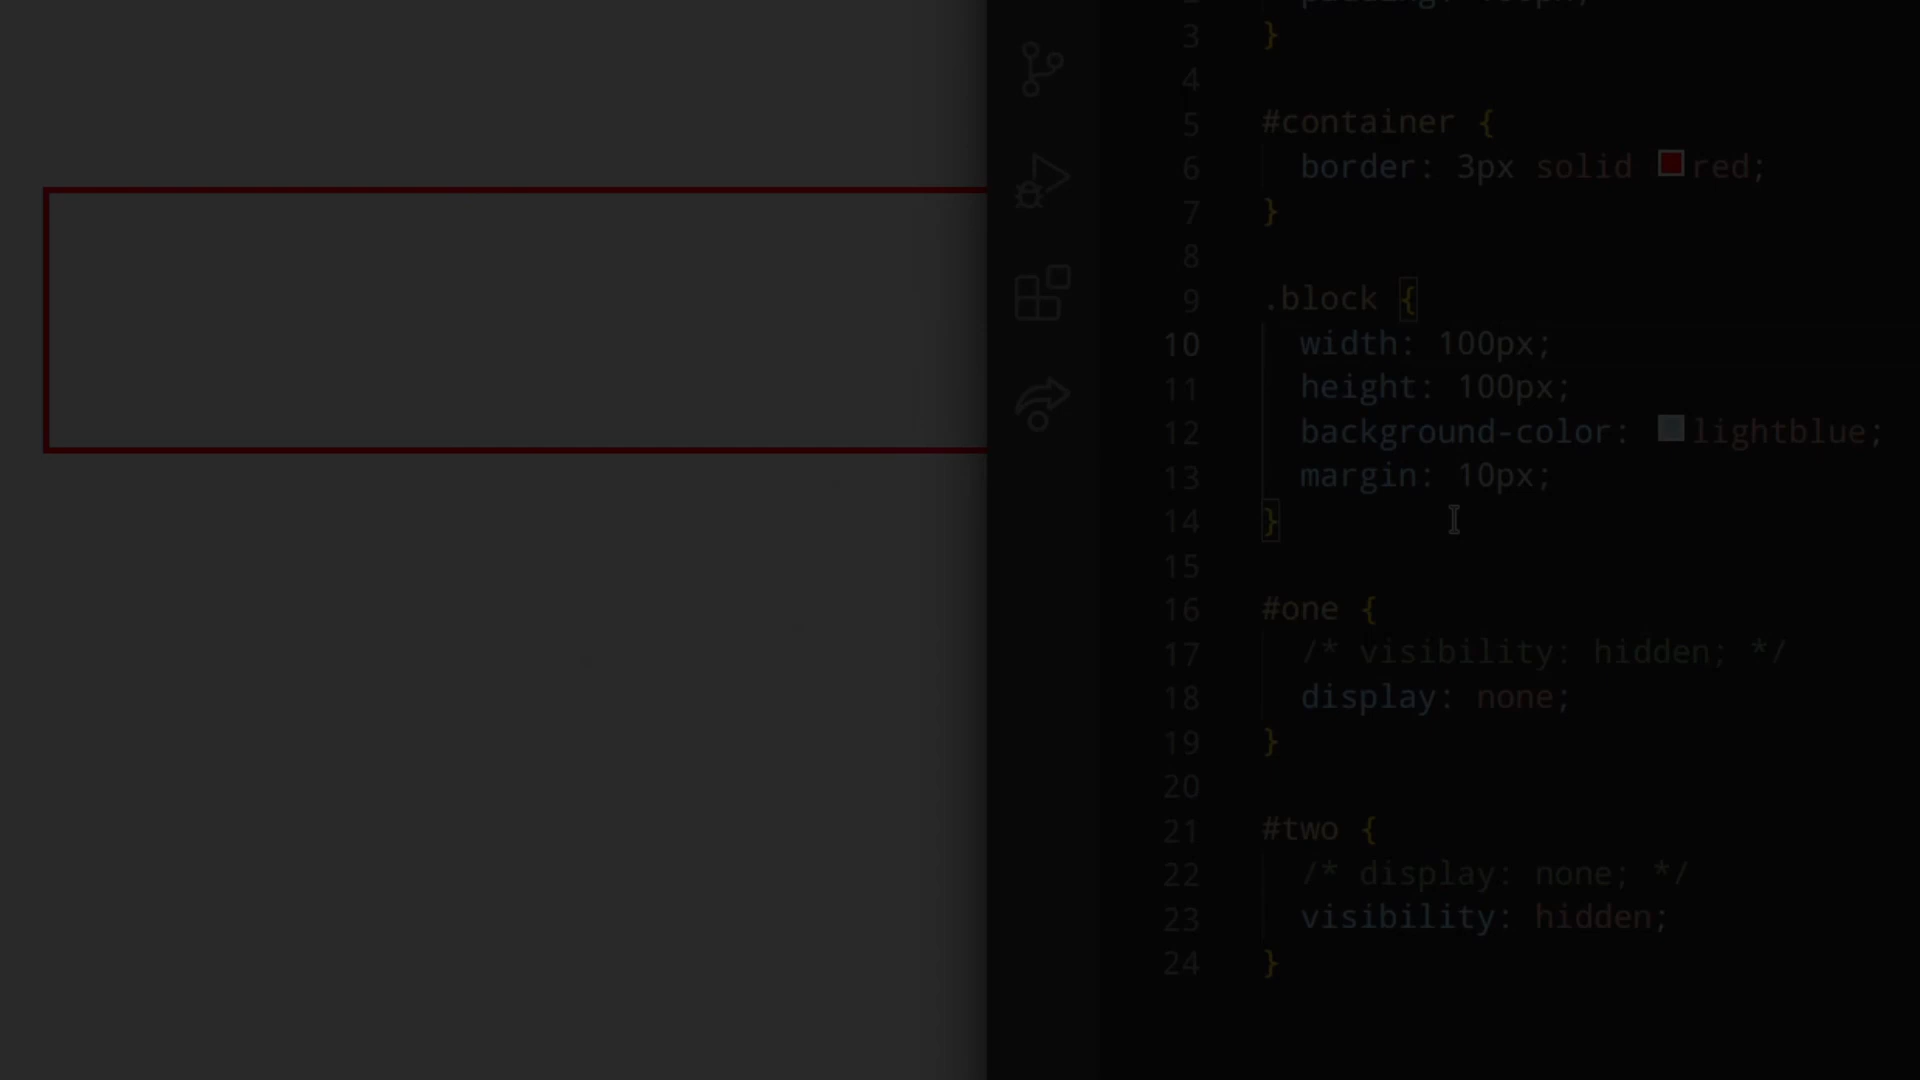 2
3 }
4
5 #container {
6 border: 3px solid red;
7 }
8
9 .block {
10 width: 100px;
11 height: 100px;
12 background-color: lightblue;
13 margin: 10px;
14 }
15
16 #one {
17 /* visibility: hidden; */
18 display: none;
19 }
20
21 #two {
22 /* display: none; */
23 visibility: hidden;
24 }